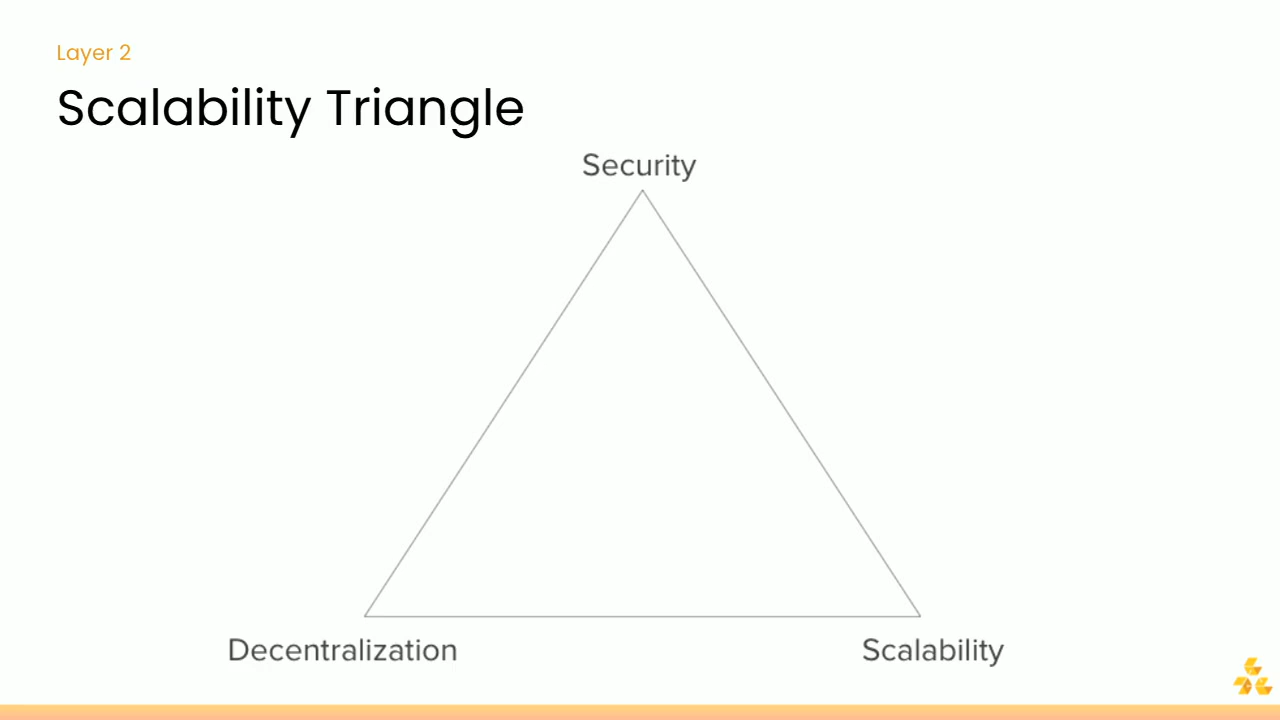 Layer 2
Scalability Triangle
Security
Decentralization
Scalability